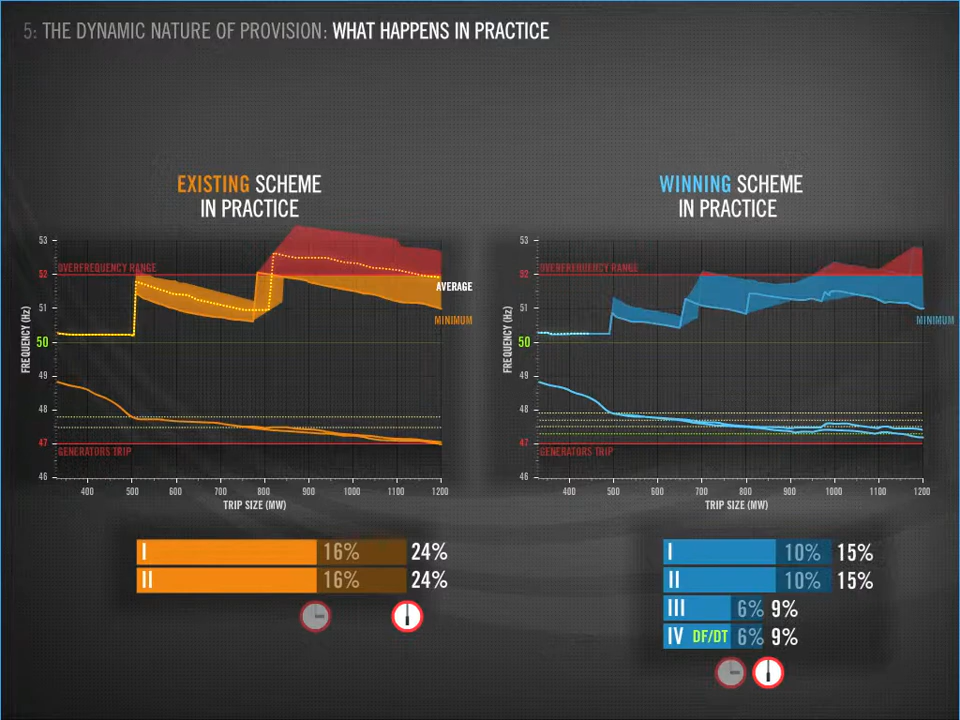 5: THE DYNAMIC NATURE OF PROVISION: WHAT HAPPENS IN PRACTICE
EXISTING SCHEME
IN PRACTICE
53
52
51
50
49
48
47
46
FREQUENCY (Hz)
OVERFREQUENCY RANGE
AVERAGE
MINIMUM
GENERATORS TRIP
400 500 600 700 800 900 1000 1100 1200
TRIP SIZE (MW)
I 16% 24%
II 16% 24%
WINNING SCHEME
IN PRACTICE
53
52
51
50
49
48
47
46
FREQUENCY (Hz)
OVERFREQUENCY RANGE
MINIMUM
GENERATORS TRIP
400 500 600 700 800 900 1000 1100 1200
TRIP SIZE (MW)
I 10% 15%
II 10% 15%
III 6% 9%
IV DF/DT 6% 9%